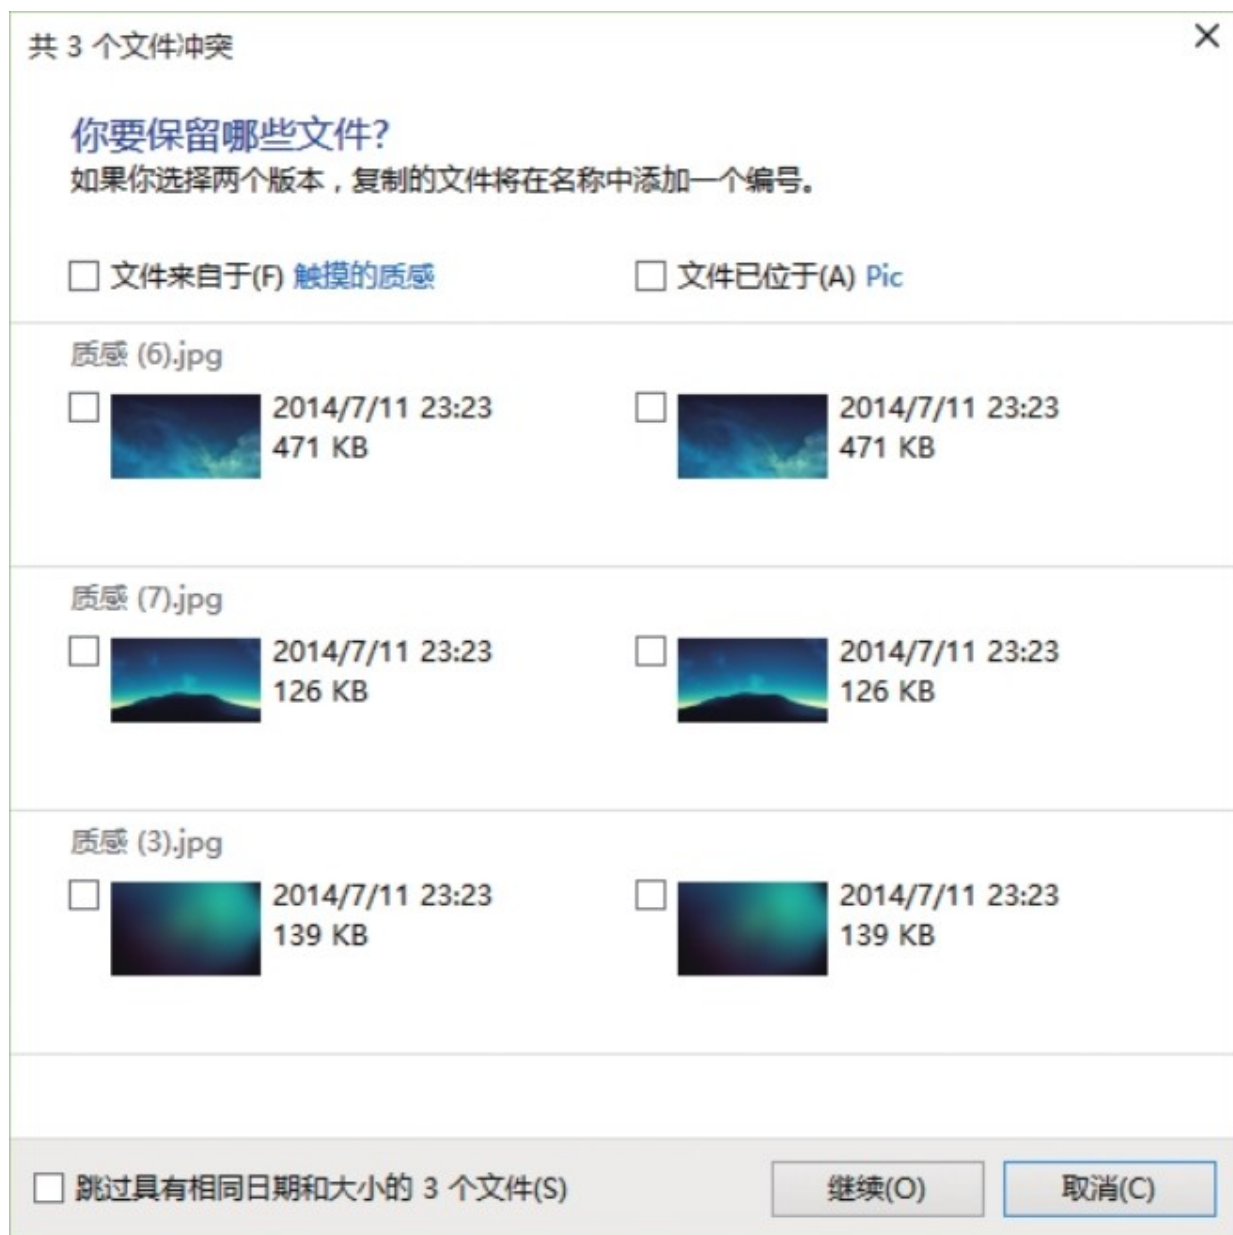 共 3 个文件冲突
你要保留哪些文件?
如果你选择两个版本，复制的文件将在名称中添加一个编号。
文件来自于(F) 触摸的质感 文件已位于(A) Pic
质感 (6).jpg
2014/7/11 23:23 2014/7/11 23:23
471 KB 471 KB
质感 (7).jpg
2014/7/11 23:23 2014/7/11 23:23
126 KB 126 KB
质感 (3).jpg
2014/7/11 23:23 2014/7/11 23:23
139 KB 139 KB
跳过具有相同日期和大小的 3 个文件(S) 继续(O) 取消(C)